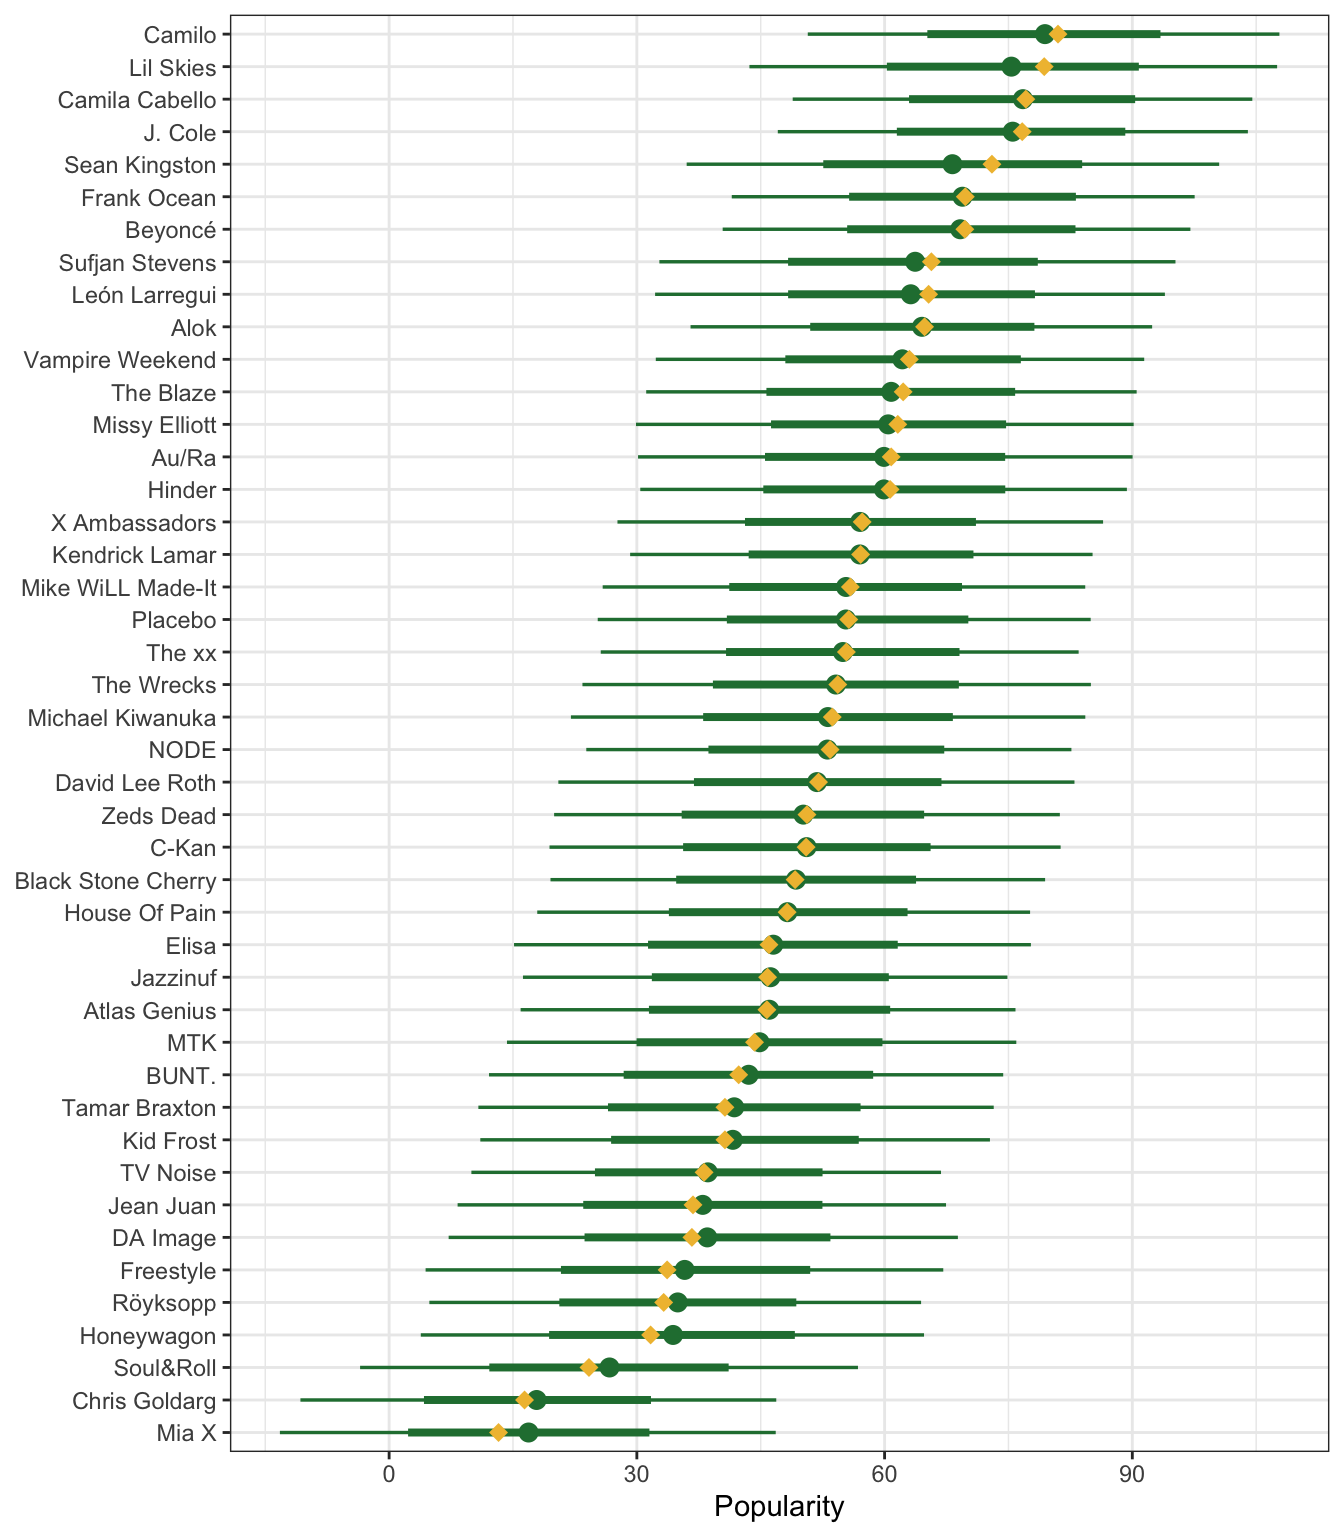 Camilo
Lil Skies
Camila Cabello
J. Cole
Sean Kingston
Frank Ocean
Beyoncé
Sufjan Stevens
León Larregui
Alok
Vampire Weekend
The Blaze
Missy Elliott
Au/Ra
Hinder
X Ambassadors
Kendrick Lamar
Mike WiLL Made-It
Placebo
The xx
The Wrecks
Michael Kiwanuka
NODE
David Lee Roth
Zeds Dead
C-Kan
Black Stone Cherry
House Of Pain
Elisa
Jazzinuf
Atlas Genius
MTK
BUNT.
Tamar Braxton
Kid Frost
TV Noise
Jean Juan
DA Image
Freestyle
Röyksopp
Honeywagon
Soul&Roll
Chris Goldarg
Mia X
0 30 60 90
Popularity